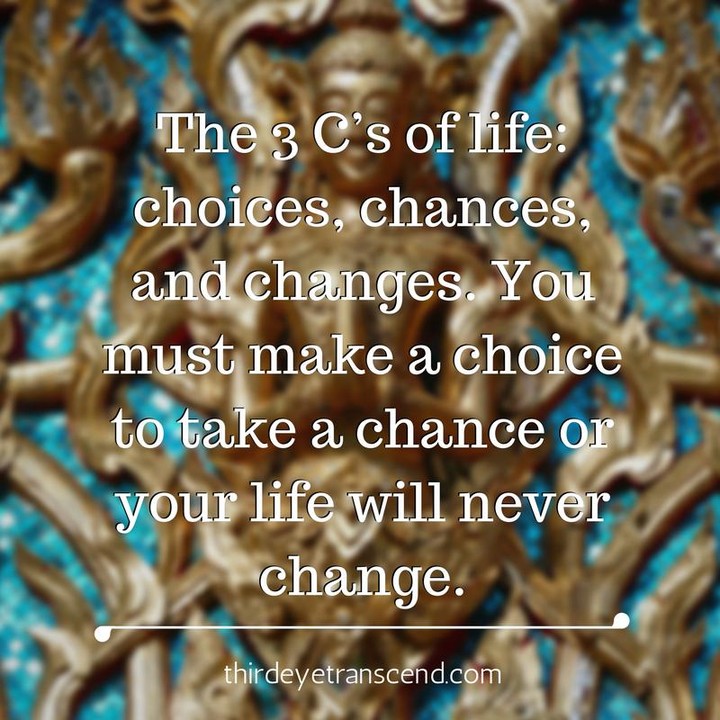 The 3 C's of life:
choices, chances,
and changes. You
must make a choice
to take a chance or
your life will never
change.
thirdeyetranscend.com